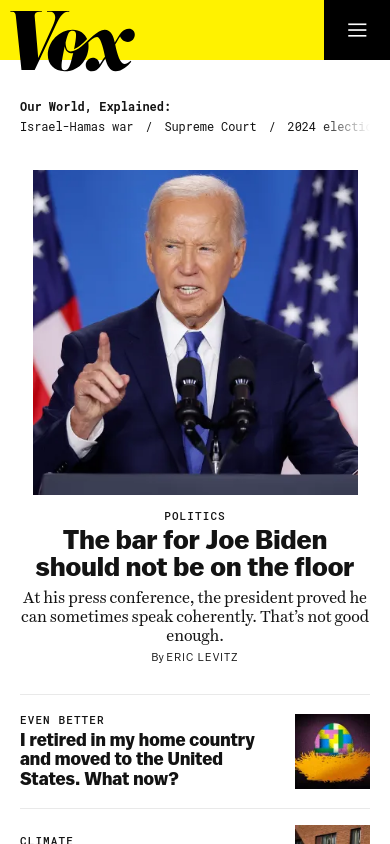 Vox
Our World, Explained:
Israel-Hamas war / Supreme Court / 2024 electi
POLITICS
The bar for Joe Biden
should not be on the floor
At his press conference, the president proved he
can sometimes speak coherently. That’s not good
enough.
By ERIC LEVITZ
EVEN BETTER
I retired in my home country
and moved to the United
States. What now?
CLIMATE